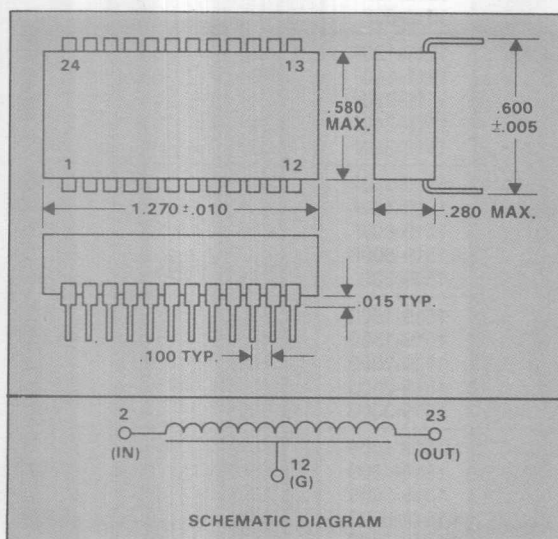 24 13
.580
MAX.
.600
±.005
1 12
1.270 ±.010
.280 MAX.
.015 TYP.
.100 TYP.
2 23
(IN) (OUT)
12
(G)
SCHEMATIC DIAGRAM